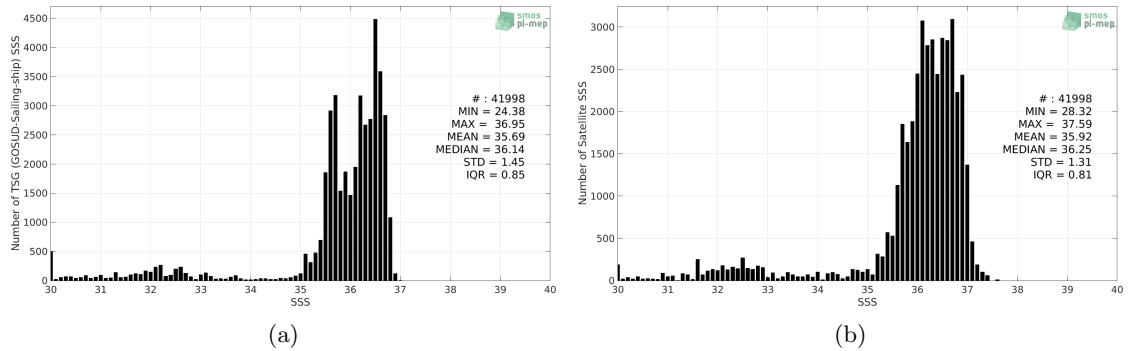 smos
pi-mep
4500
4000
3500
3000
2500
2000
1500
1000
500
0
Number of TSG (GOSUD-Sailing-ship) SSS
# : 41998
MIN = 24.38
MAX = 36.95
MEAN = 35.69
MEDIAN = 36.14
STD = 1.45
IQR = 0.85
30 31 32 33 34 35 36 37 38 39 40
SSS
(a)
smos
pi-mep
3000
2500
2000
1500
1000
500
0
Number of Satellite SSS
# : 41998
MIN = 28.32
MAX = 37.59
MEAN = 35.92
MEDIAN = 36.25
STD = 1.31
IQR = 0.81
30 31 32 33 34 35 36 37 38 39 40
SSS
(b)